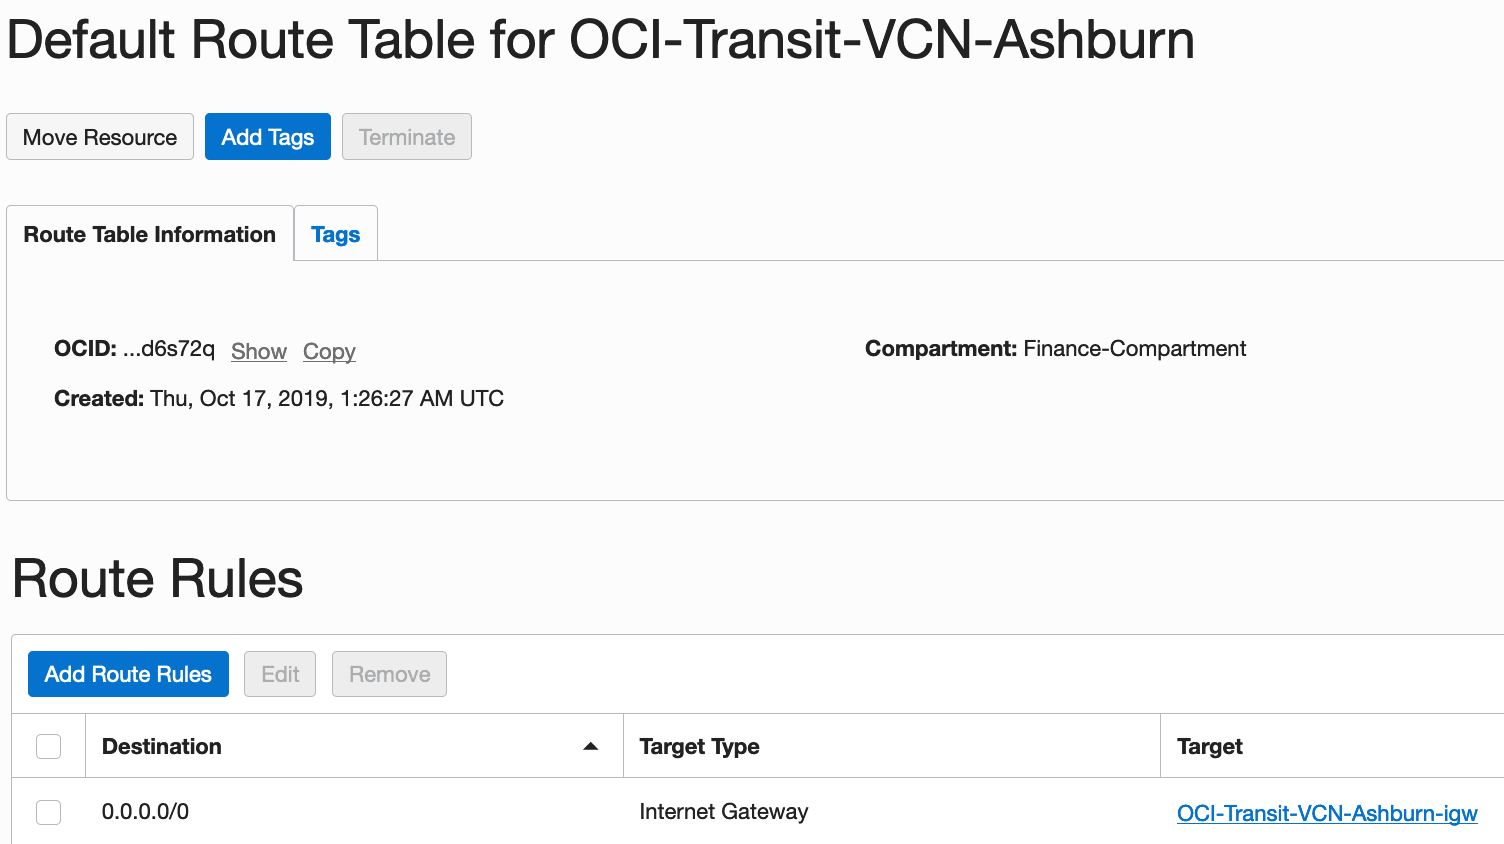 Default Route Table for OCI-Transit-VCN-Ashburn
Move Resource Add Tags Terminate
Route Table Information Tags
OCID: ...d6s72q Show Copy Compartment: Finance-Compartment
Created: Thu, Oct 17, 2019, 1:26:27 AM UTC
Route Rules
Add Route Rules Edit Remove
Destination Target Type Target
0.0.0.0/0 Internet Gateway OCI-Transit-VCN-Ashburn-igw